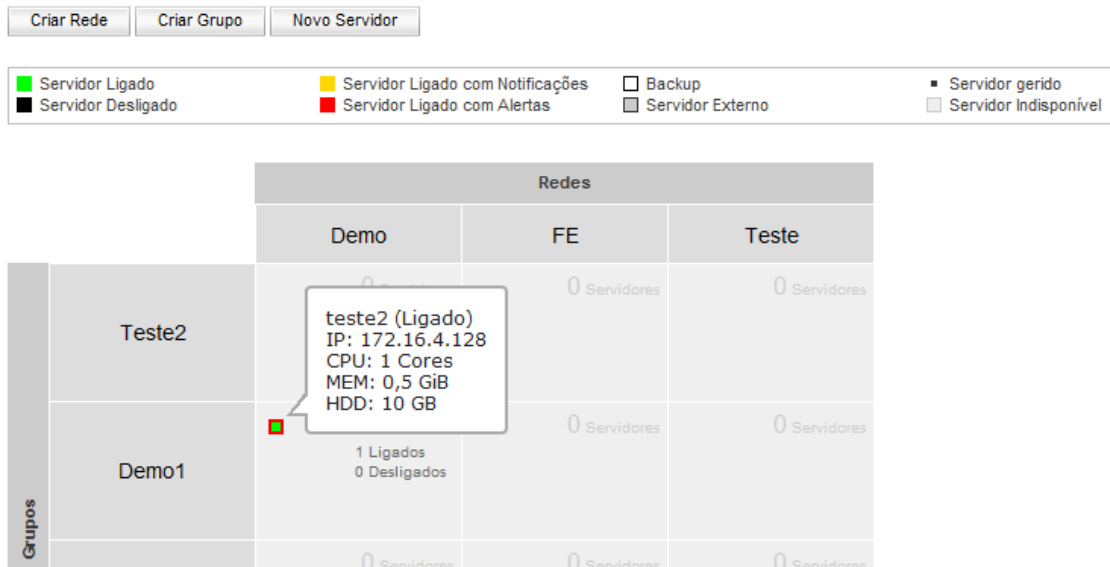 Criar Rede Criar Grupo Novo Servidor
Servidor Ligado Servidor Ligado com Notificações Backup Servidor gerido
Servidor Desligado Servidor Ligado com Alertas Servidor Externo Servidor Indisponível
Redes
Demo FE Teste
Grupos
Teste2
0 Servidores 0 Servidores
teste2 (Ligado)
IP: 172.16.4.128
CPU: 1 Cores
MEM: 0,5 GiB
HDD: 10 GB
Demo1
1 Ligados
0 Desligados
0 Servidores 0 Servidores
0 Servidores 0 Servidores 0 Servidores